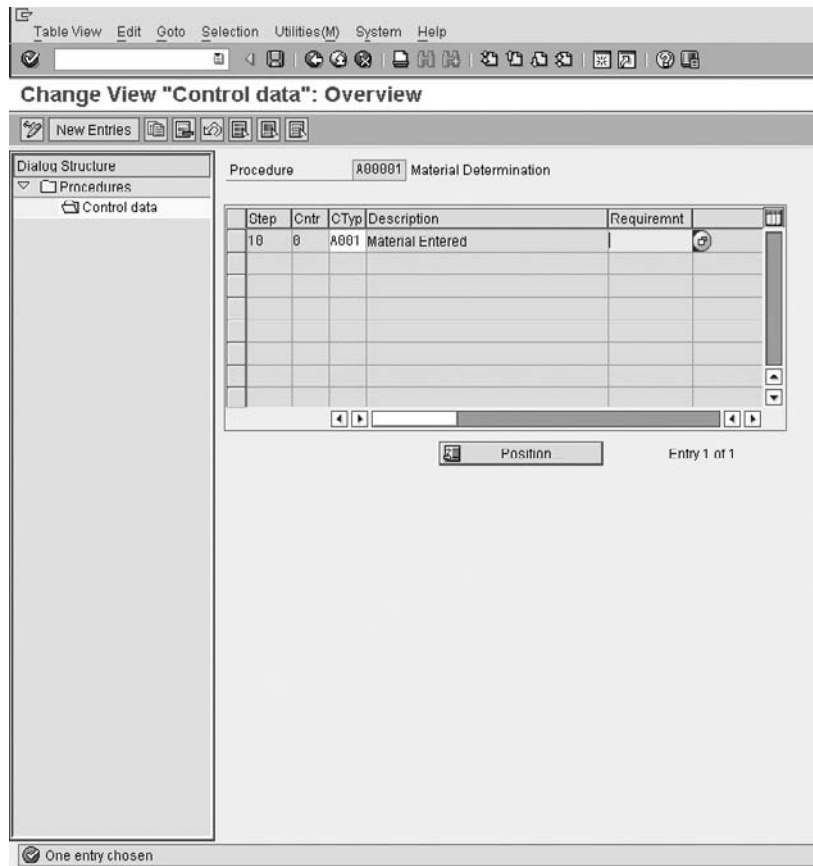 Table View Edit Goto Selection Utilities(M) System Help
Change View "Control data": Overview
New Entries
Dialog Structure
Procedures
Control data
Procedure A00001 Material Determination
Step Cntr CTyp Description Requiremnt
10 0 A001 Material Entered
Position...
Entry 1 of 1
One entry chosen